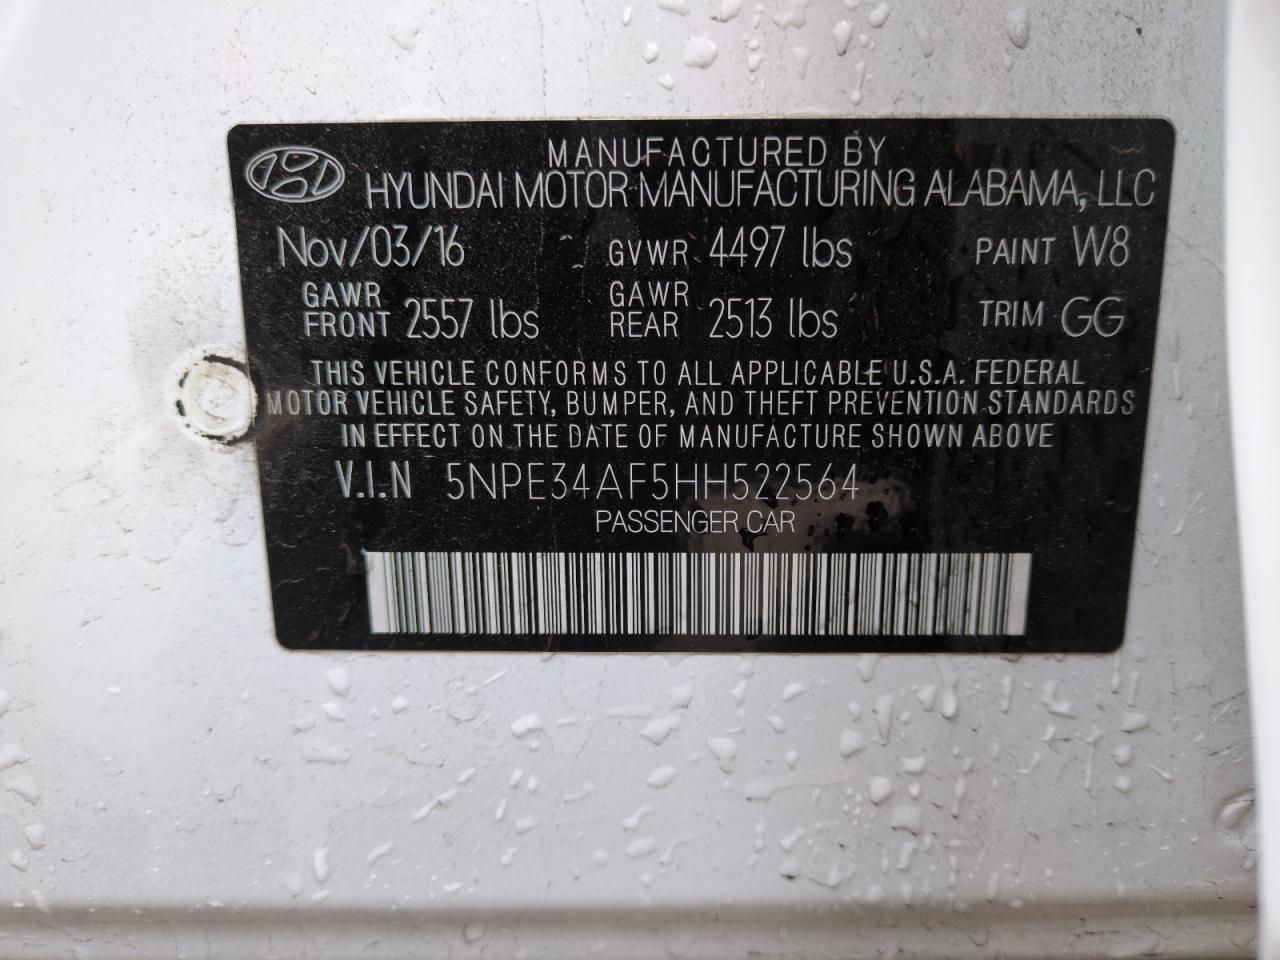 MANUFACTURED BY
HYUNDAI MOTOR MANUFACTURING ALABAMA, LLC
Nov/03/16 GVWR 4497 lbs PAINT W8
GAWR FRONT 2557 lbs GAWR REAR 2513 lbs TRIM GG
THIS VEHICLE CONFORMS TO ALL APPLICABLE U.S.A. FEDERAL
MOTOR VEHICLE SAFETY, BUMPER, AND THEFT PREVENTION STANDARDS
IN EFFECT ON THE DATE OF MANUFACTURE SHOWN ABOVE
V.I.N 5NPE34AF5HH522564
PASSENGER CAR